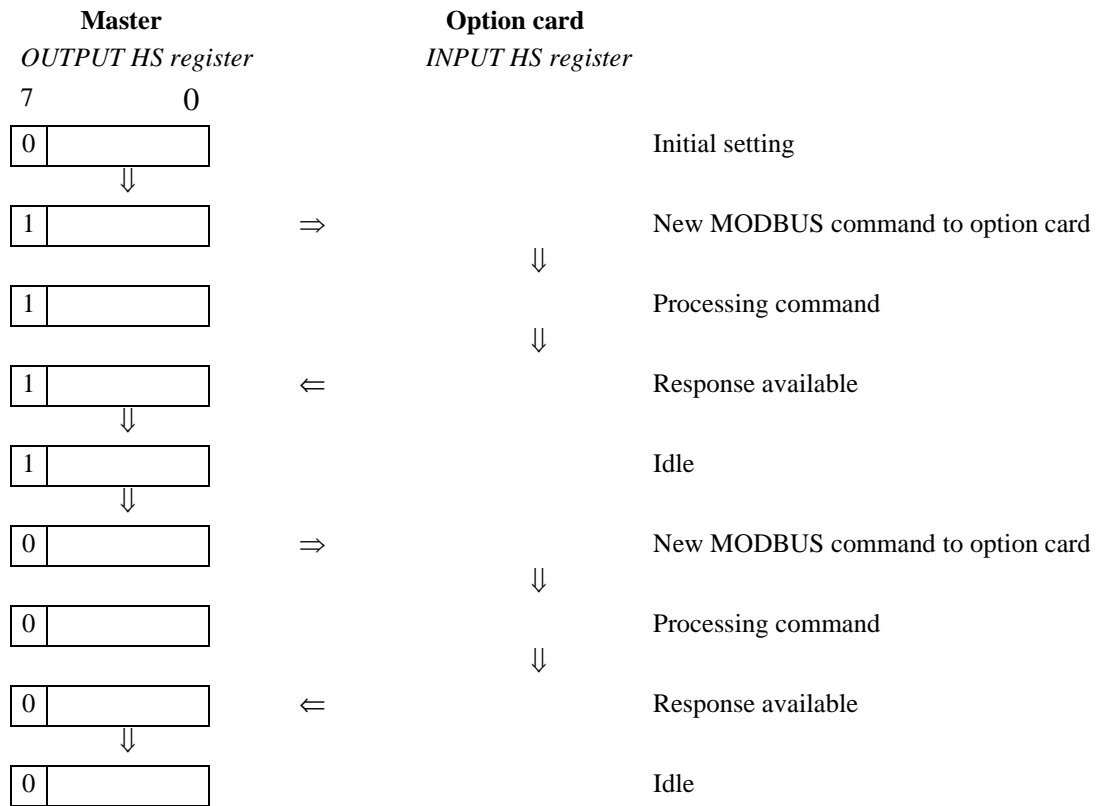 Master Option card
OUTPUT HS register INPUT HS register
7 0
0 Initial setting
⇓
1 ⇒ New MODBUS command to option card
⇓
1 Processing command
⇓
1 ⇐ Response available
⇓
1 Idle
⇓
0 ⇒ New MODBUS command to option card
⇓
0 Processing command
⇓
0 ⇐ Response available
⇓
0 Idle